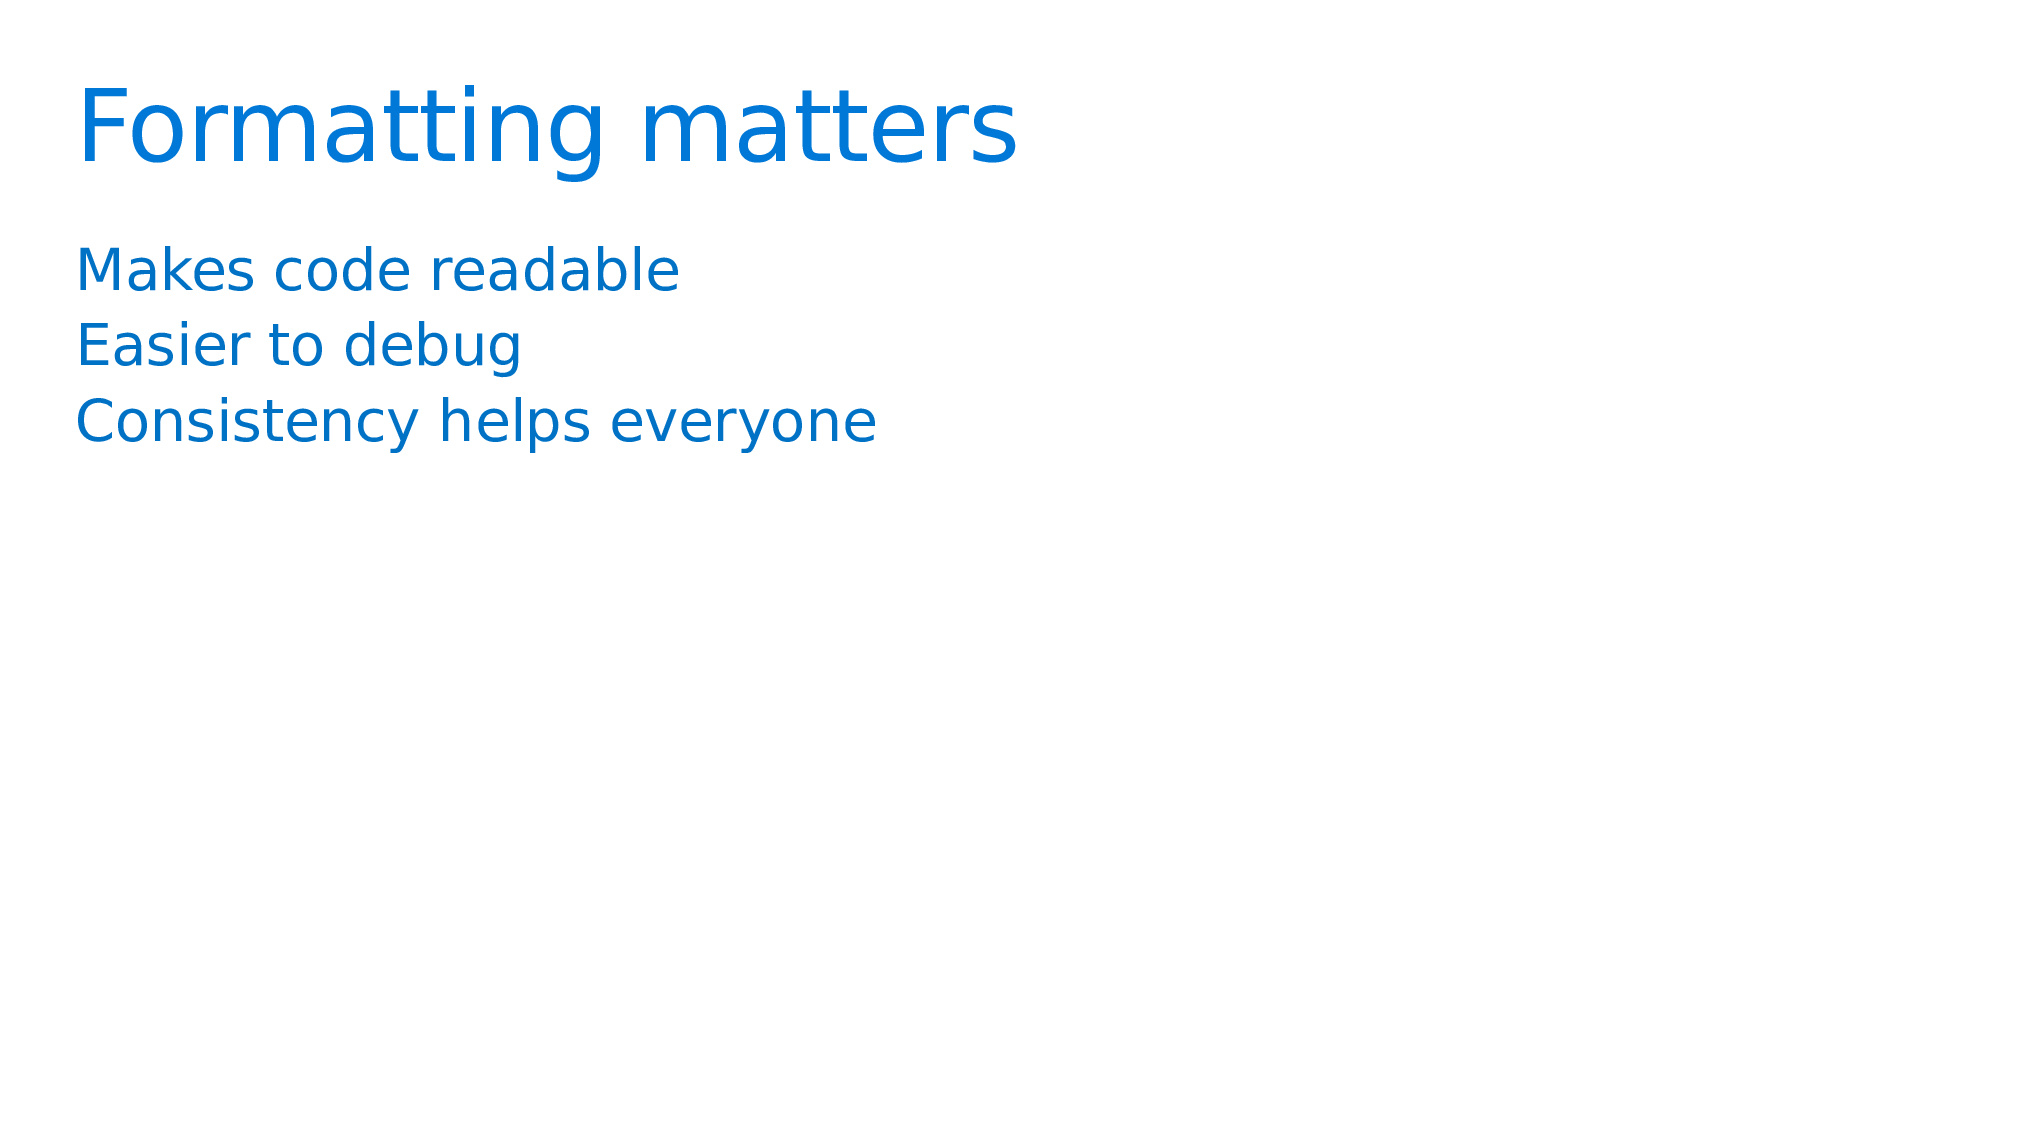 Formatting matters
Makes code readable
Easier to debug
Consistency helps everyone